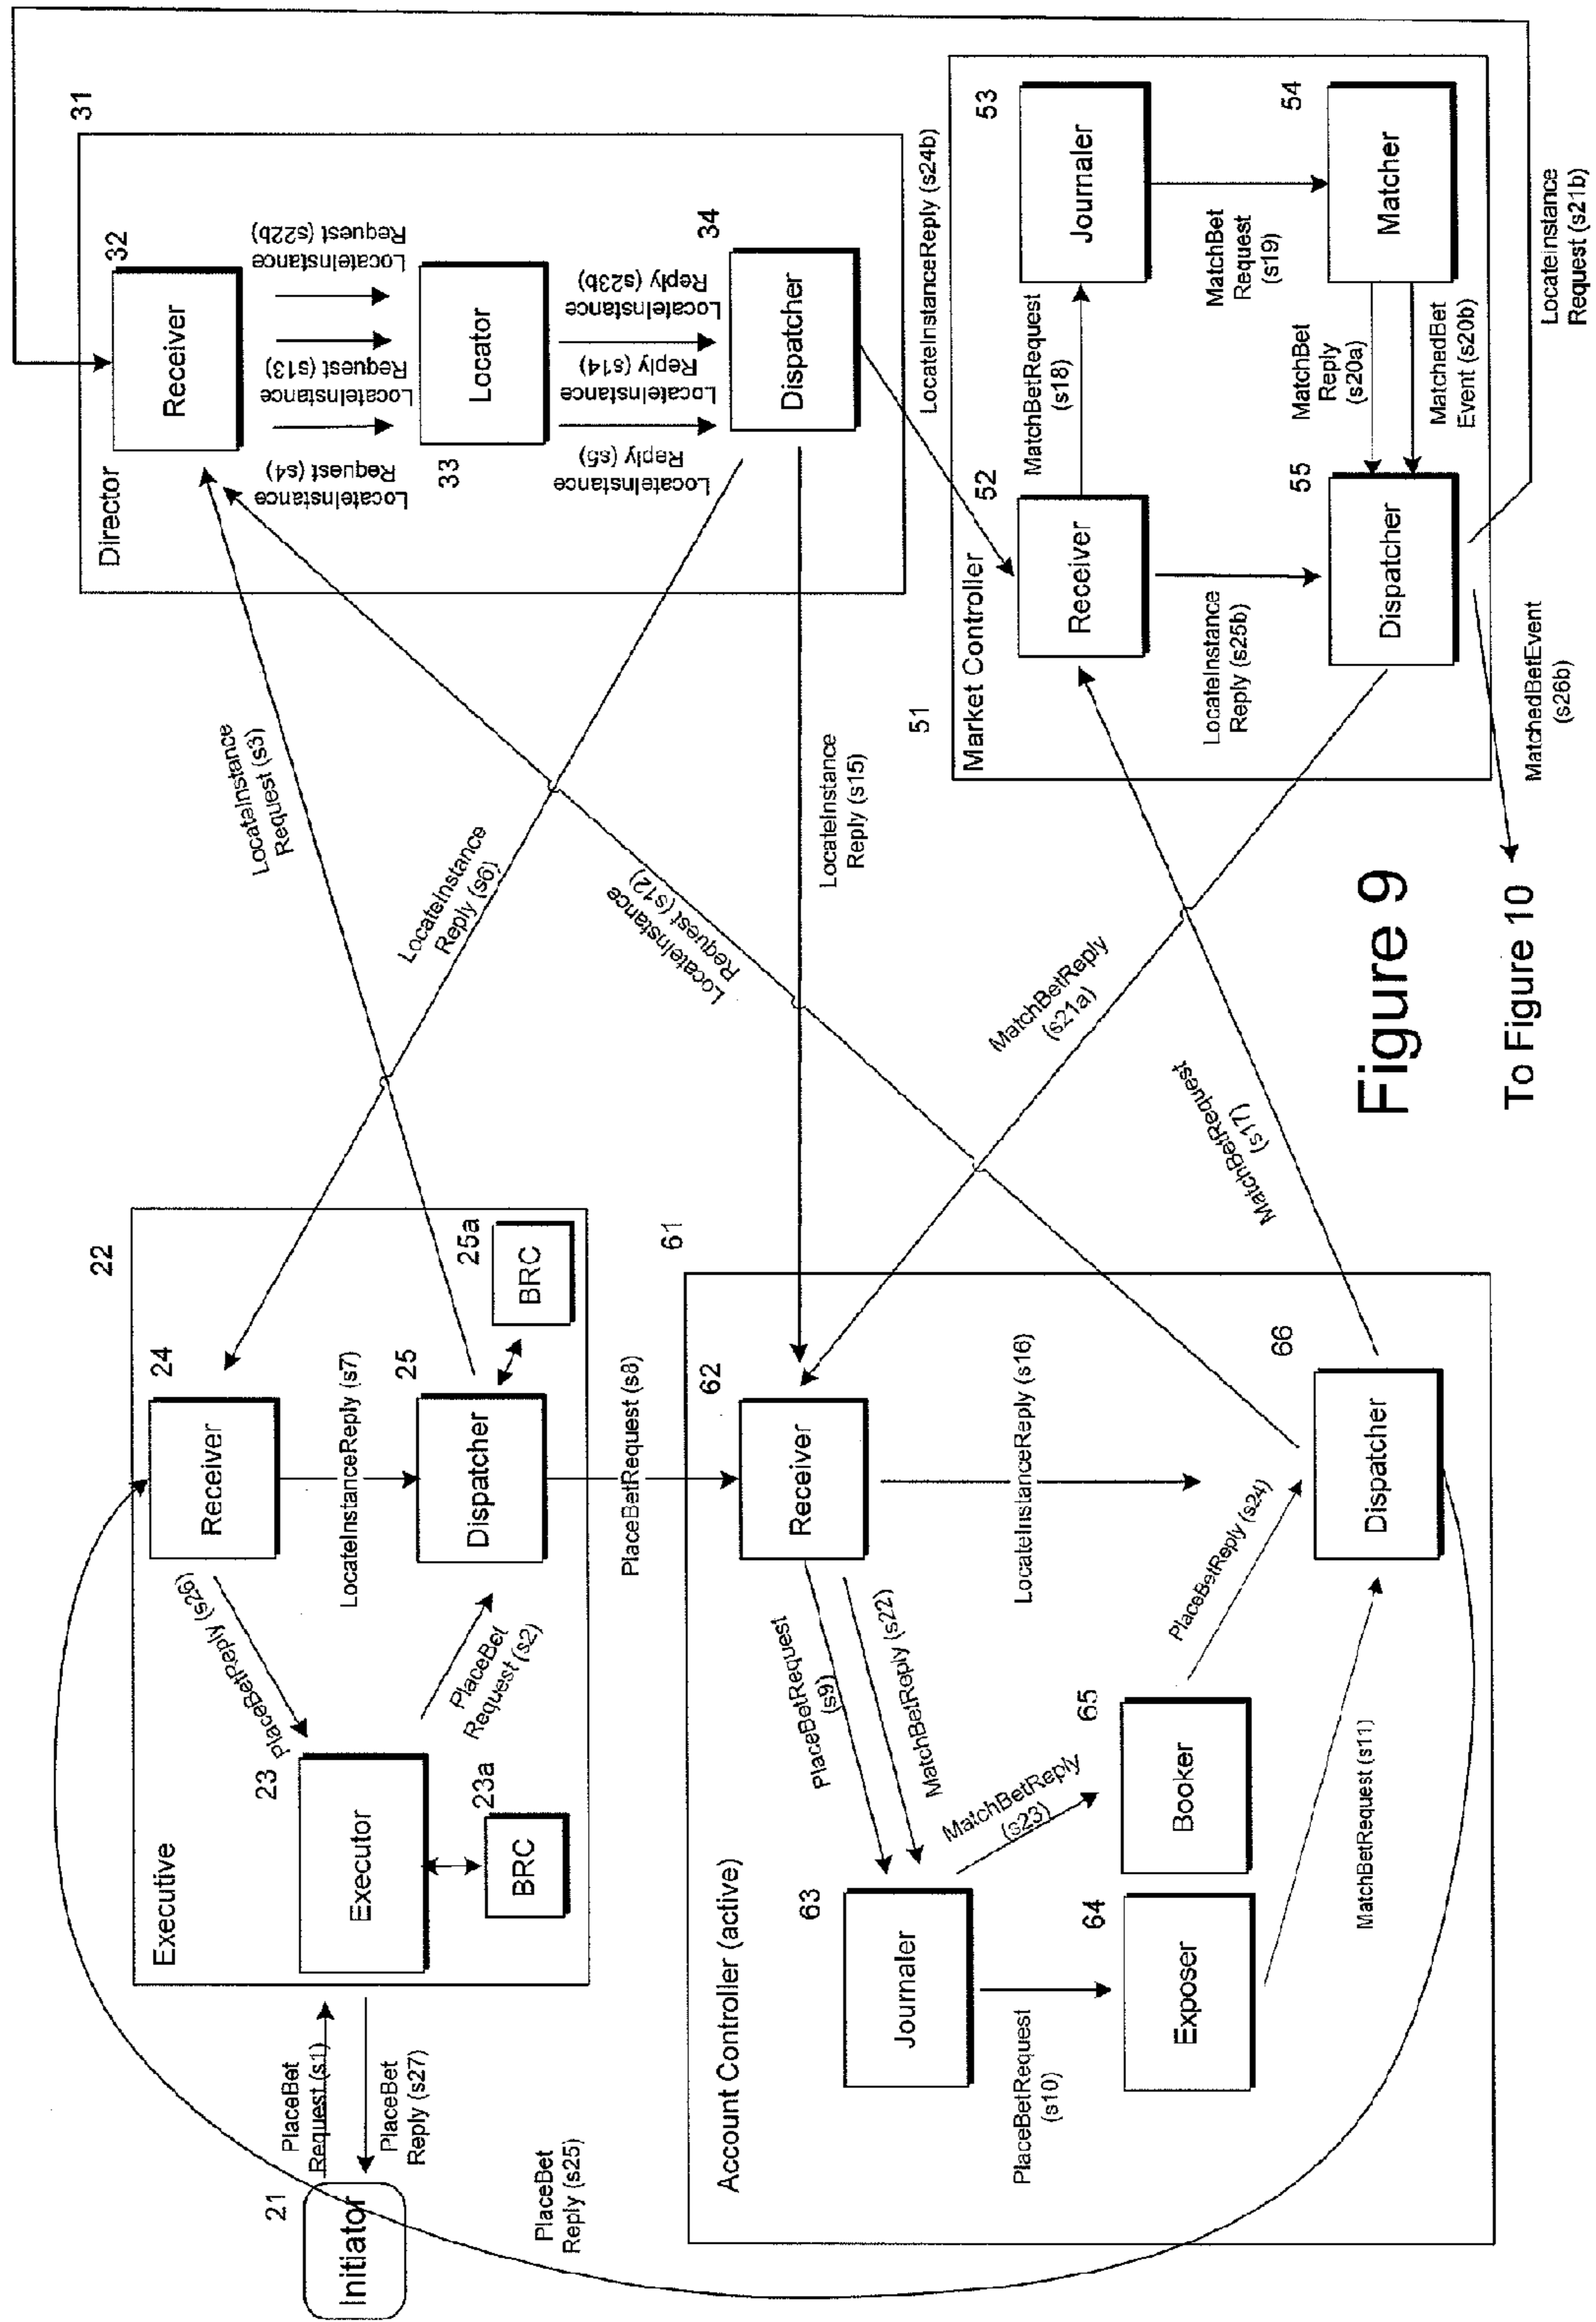 21
Initiator
PlaceBet
Request (s1)
PlaceBet
Reply (s27)
PlaceBet
Reply (s25)
22
Executive
23
Executor
23a
BRC
24
Receiver
25
Dispatcher
25a
BRC
PlaceBetReply (s26)
PlaceBet
Request (s2)
LocateInstanceReply (s7)
PlaceBetRequest (s8)
LocateInstance
Request (s3)
LocateInstance
Reply (s6)
LocateInstance
Request (s12)
LocateInstance
Reply (s15)
31
Director
32
Receiver
LocateInstance
Request (s4)
LocateInstance
Request (s13)
LocateInstance
Request (s22b)
33
Locator
LocateInstance
Reply (s5)
LocateInstance
Reply (s14)
LocateInstance
Reply (s23b)
34
Dispatcher
LocateInstanceReply (s24b)
61
Account Controller (active)
62
Receiver
PlaceBetRequest
(s9)
MatchBetReply (s22)
63
Journaler
PlaceBetRequest
(s10)
MatchBetReply
(s23)
64
Exposer
65
Booker
LocateInstanceReply (s16)
PlaceBetReply (s24)
MatchBetRequest (s11)
66
Dispatcher
MatchBetReply
(s21a)
MatchBetRequest
(s17)
51
Market Controller
52
Receiver
MatchBetRequest
(s18)
53
Journaler
MatchBet
Request
(s19)
54
Matcher
LocateInstance
Reply (s25b)
MatchBet
Reply
(s20a)
MatchedBet
Event (s20b)
55
Dispatcher
LocateInstance
Request (s21b)
MatchedBetEvent
(s26b)
Figure 9
To Figure 10